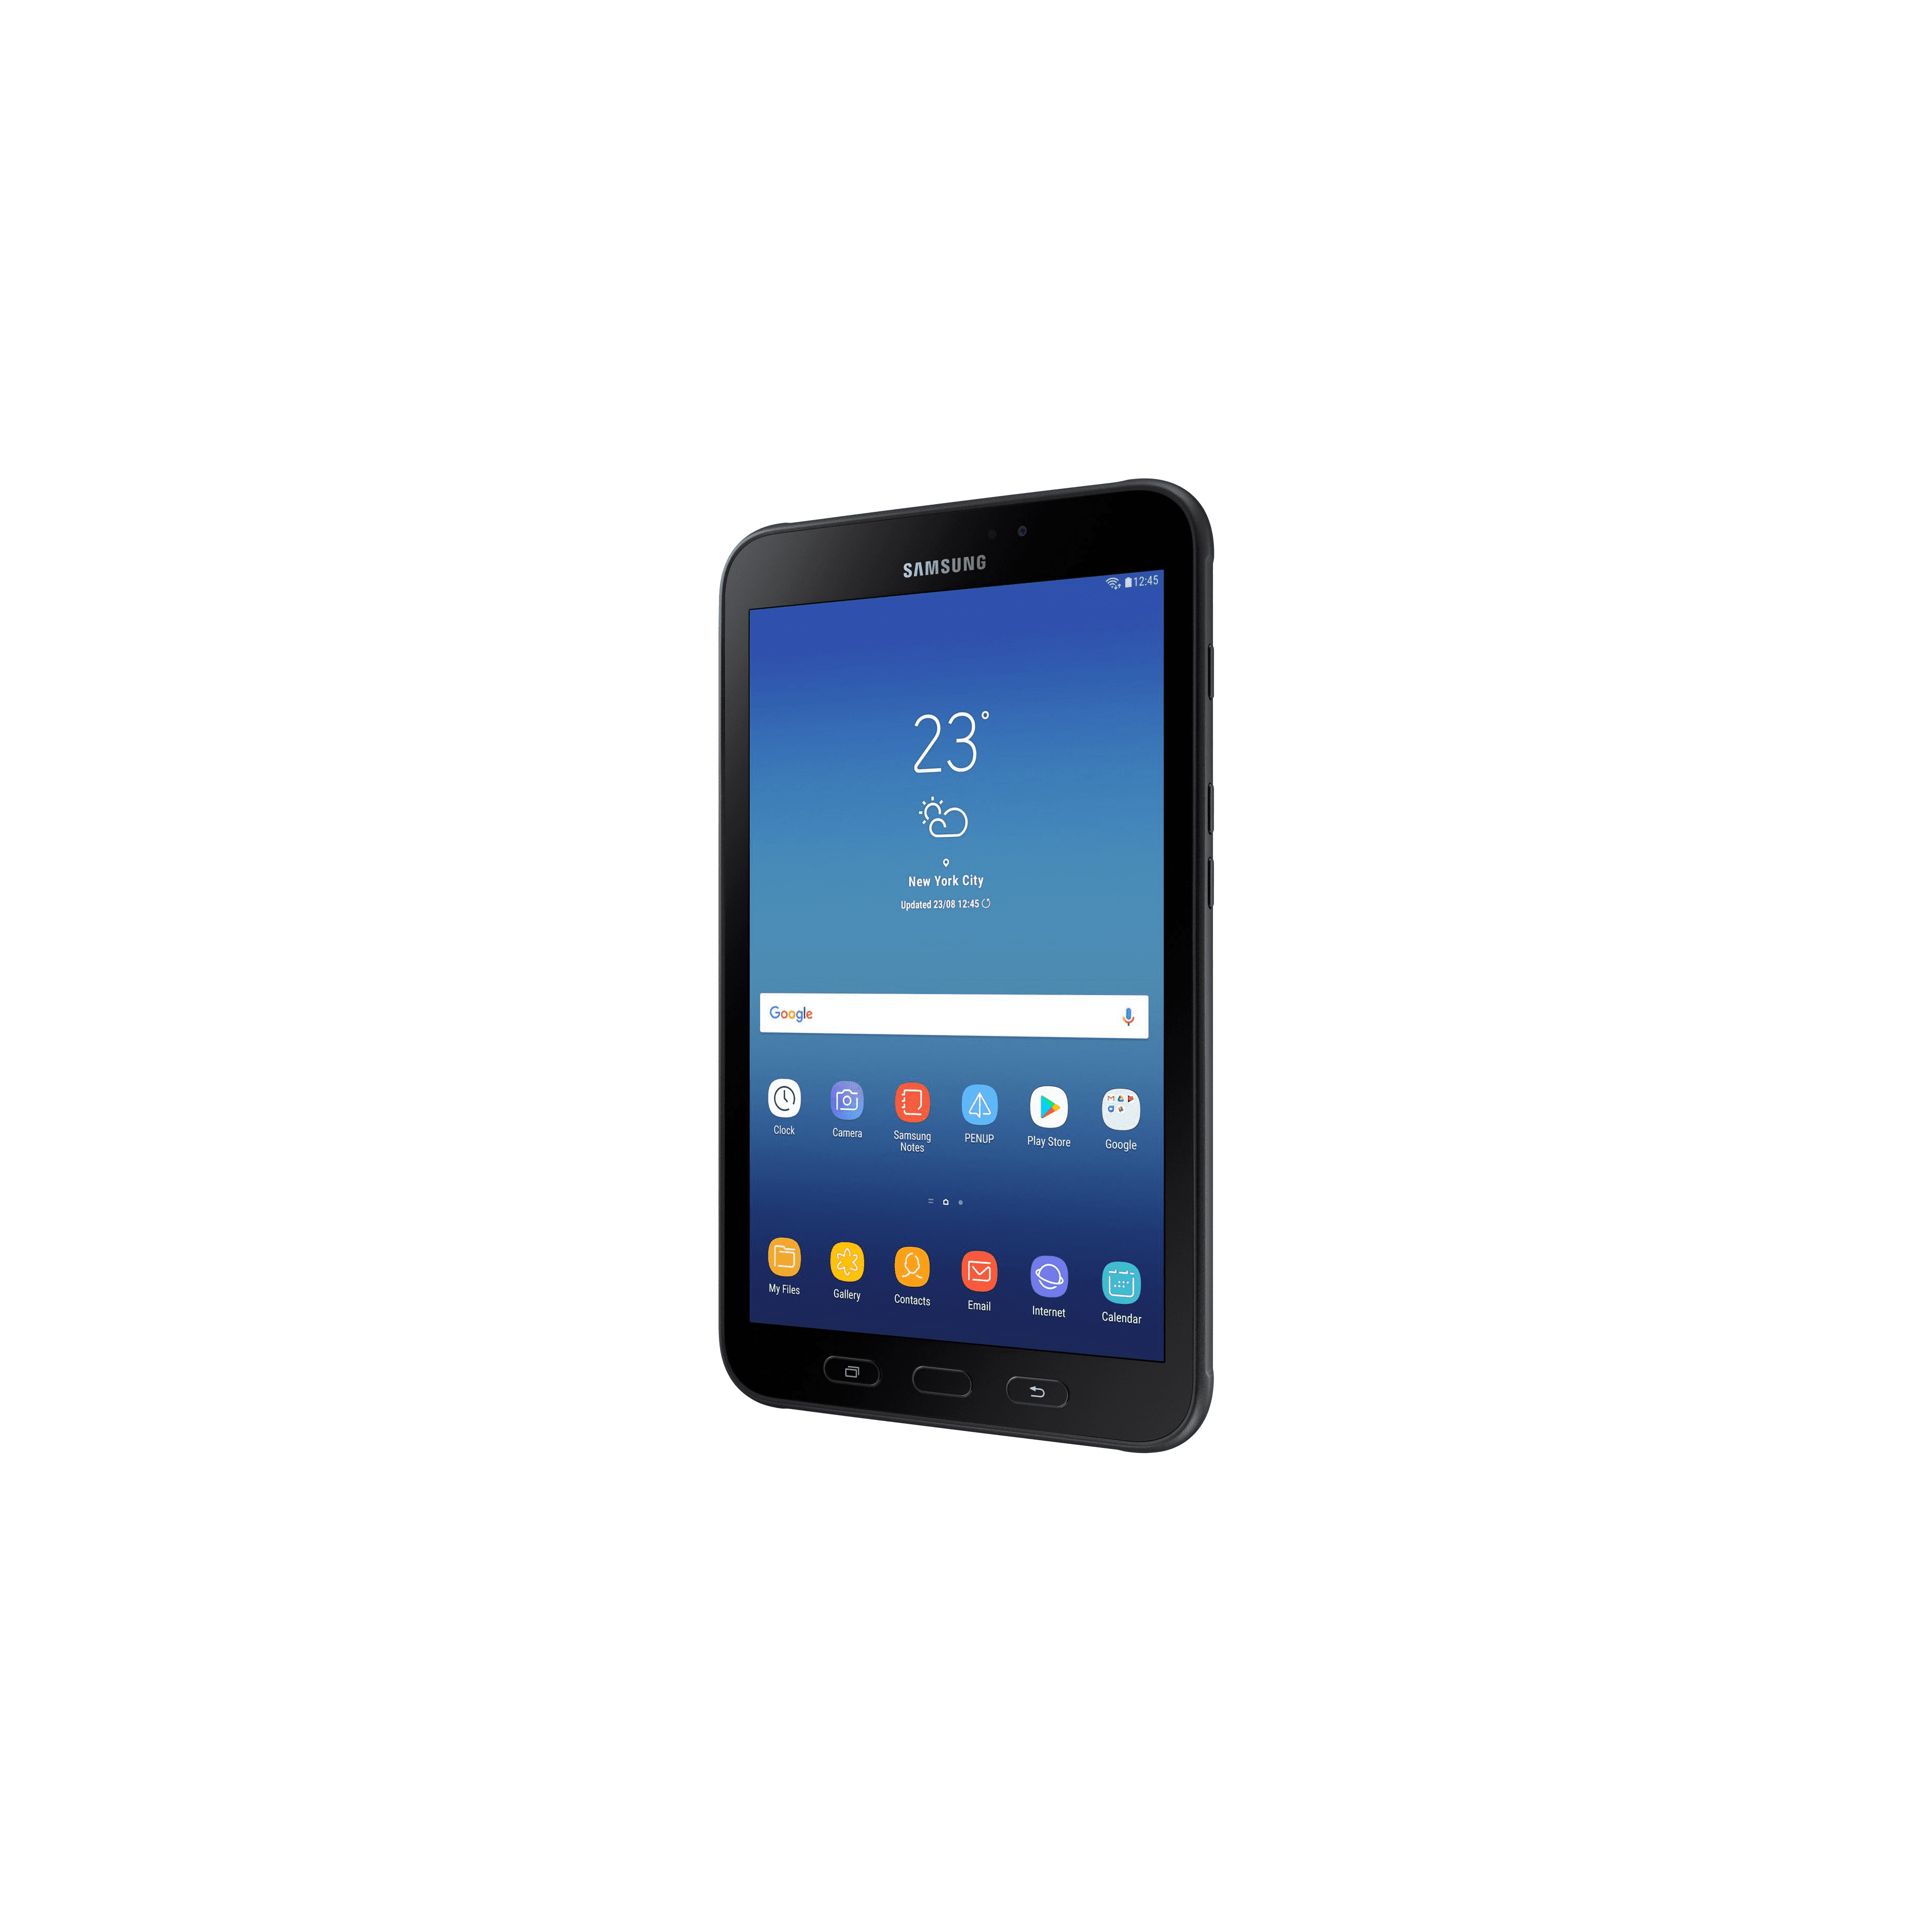 SAMSUNG
12:45
23°
New York City
Updated 23/08 12:45
Google
Clock
Camera
Samsung
Notes
PENUP
Play Store
Google
My Files
Gallery
Contacts
Email
Internet
Calendar